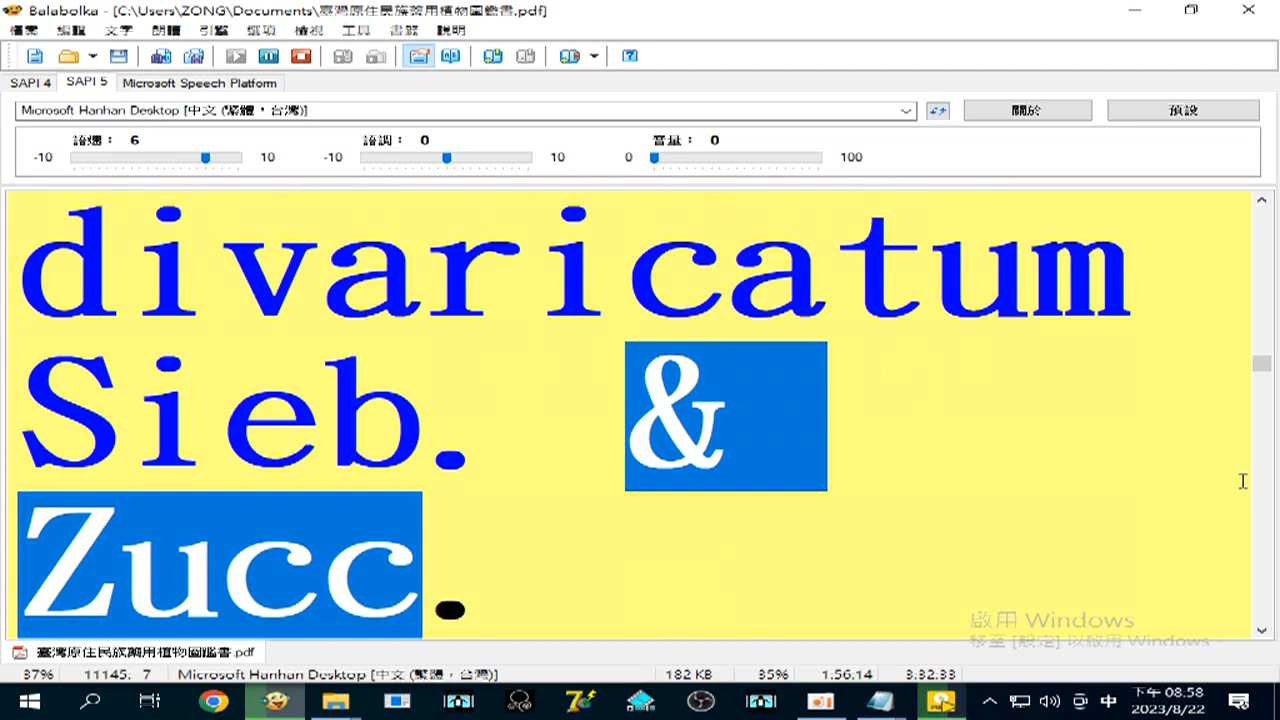 Balabolka - [C:\Users\ZONG\Documents\臺灣原住民族藥用植物圖鑑書.pdf]
檔案 編輯 文字 朗讀 引擎 選項 檢視 工具 書籤 說明
SAPI 4 SAPI 5 Microsoft Speech Platform
Microsoft Hanhan Desktop [中文 (繁體，台灣)] 關於 預設
語速： 6 語調： 0 音量： 0
-10 10 -10 10 0 100
divaricatum
Sieb. &
Zucc.
啟用 Windows
移至 [設定] 以啟用 Windows。
臺灣原住民族藥用植物圖鑑書.pdf
37% 11145: 7 Microsoft Hanhan Desktop [中文 (繁體，台灣)] 182 KB 35% 1.56.14 3.32.33
中 下午 08:58
2023/8/22